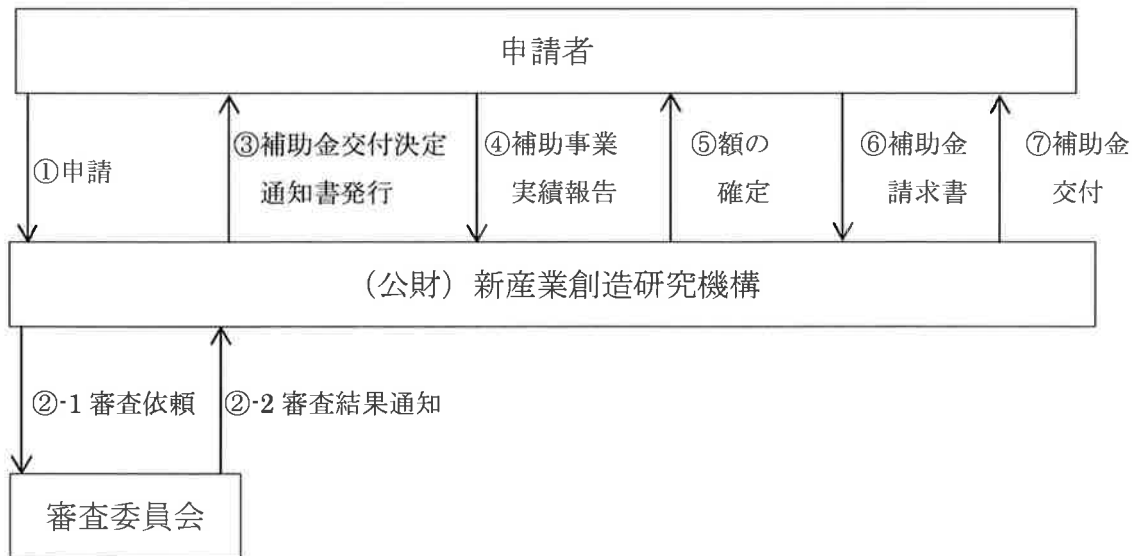 申請者
①申請
③補助金交付決定
通知書発行
④補助事業
実績報告
⑤額の
確定
⑥補助金
請求書
⑦補助金
交付
（公財）新産業創造研究機構
②-1 審査依頼
②-2 審査結果通知
審査委員会